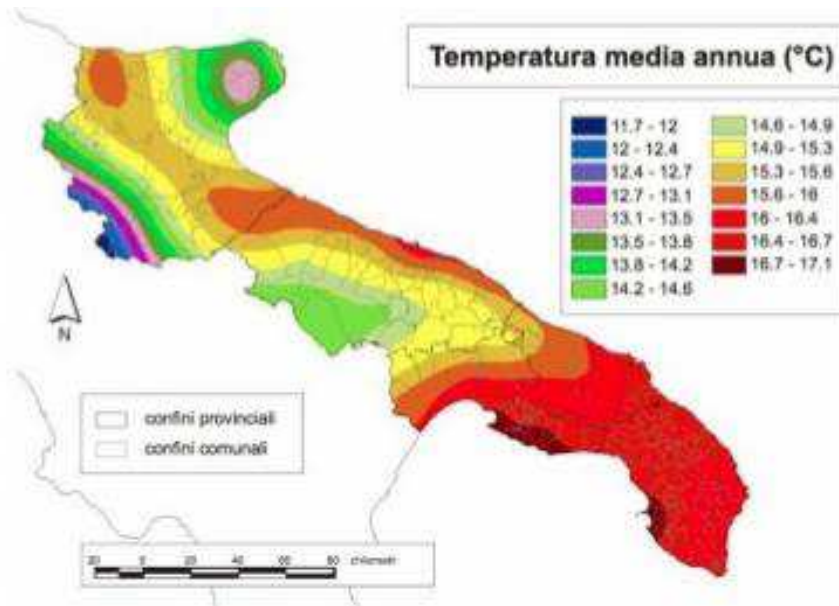 Temperatura media annua (°C)
11.7 - 12
12 - 12.4
12.4 - 12.7
12.7 - 13.1
13.1 - 13.5
13.5 - 13.8
13.8 - 14.2
14.2 - 14.6
14.6 - 14.9
14.9 - 15.3
15.3 - 15.6
15.6 - 16
16 - 16.4
16.4 - 16.7
16.7 - 17.1
N
confini provinciali
confini comunali
20 0 20 40 60 80 chilometri